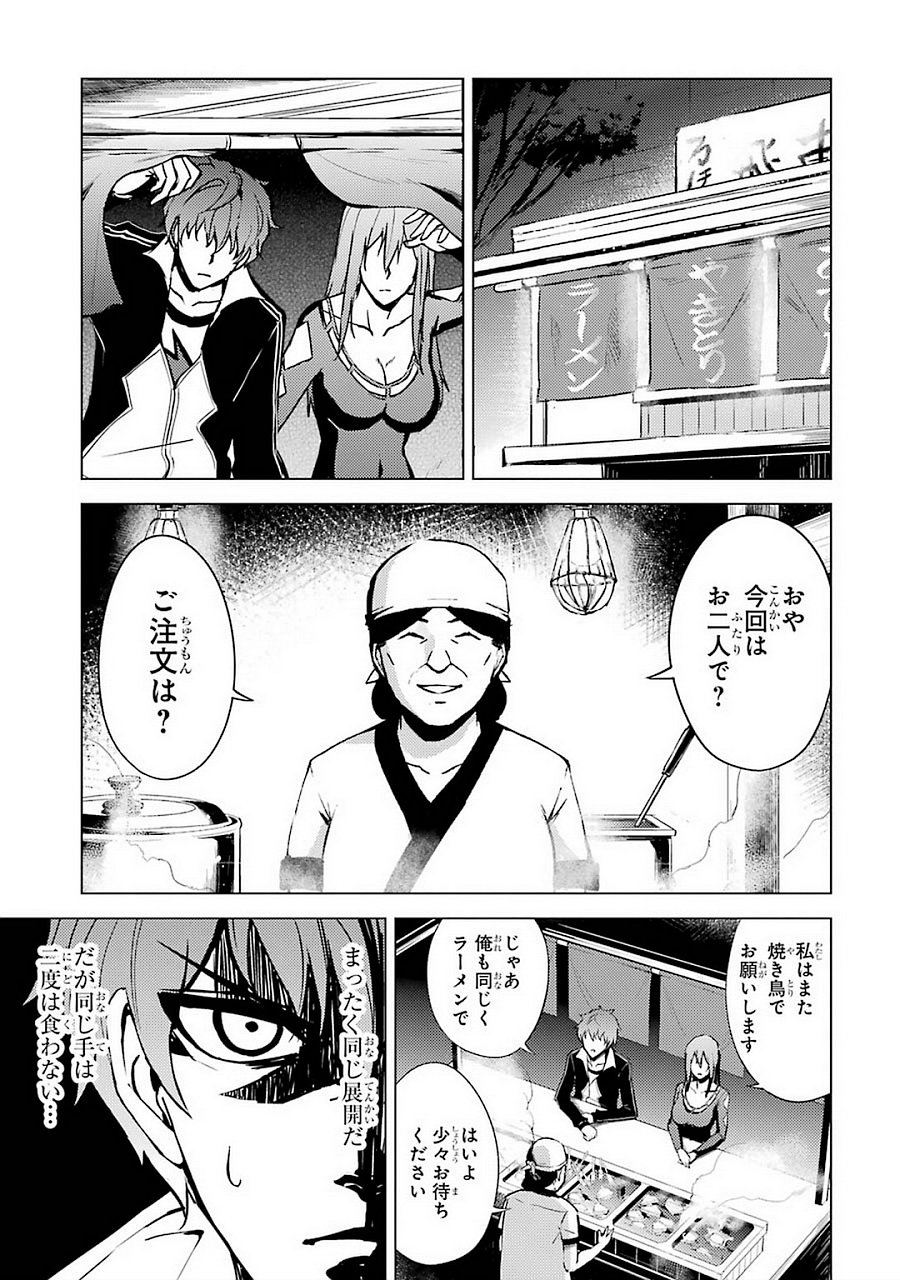 ラーメン
やきとり
おや
今回は
お二人で?
ご注文は?
私はまた
焼き鳥で
お願いします
じゃあ
俺も同じく
ラーメンで
はいよ
少々お待ち
ください
まったく同じ展開だ
だが同じ手は
二度は食わない…